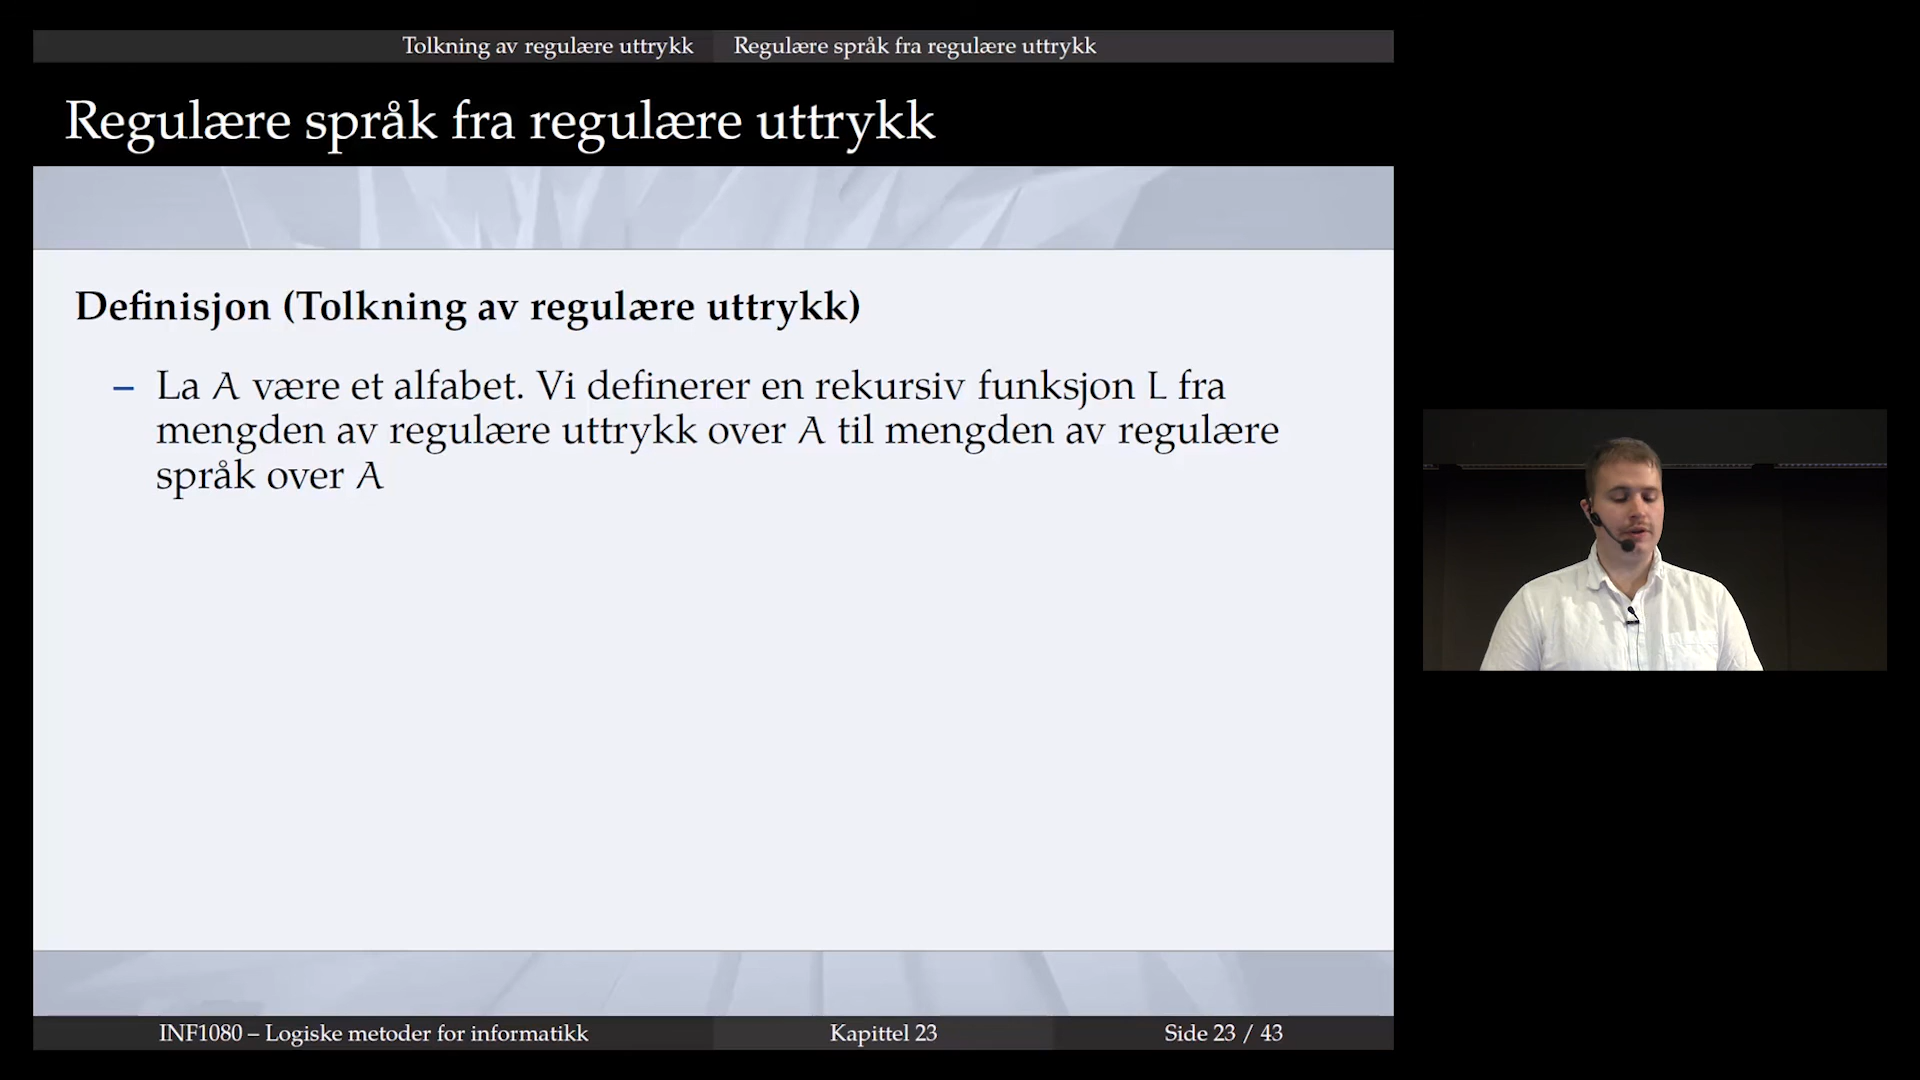 Tolkning av regulære uttrykk Regulære språk fra regulære uttrykk
Regulære språk fra regulære uttrykk
Definisjon (Tolkning av regulære uttrykk)
– La A være et alfabet. Vi definerer en rekursiv funksjon L fra
mengden av regulære uttrykk over A til mengden av regulære
språk over A
INF1080 – Logiske metoder for informatikk Kapittel 23 Side 23 / 43